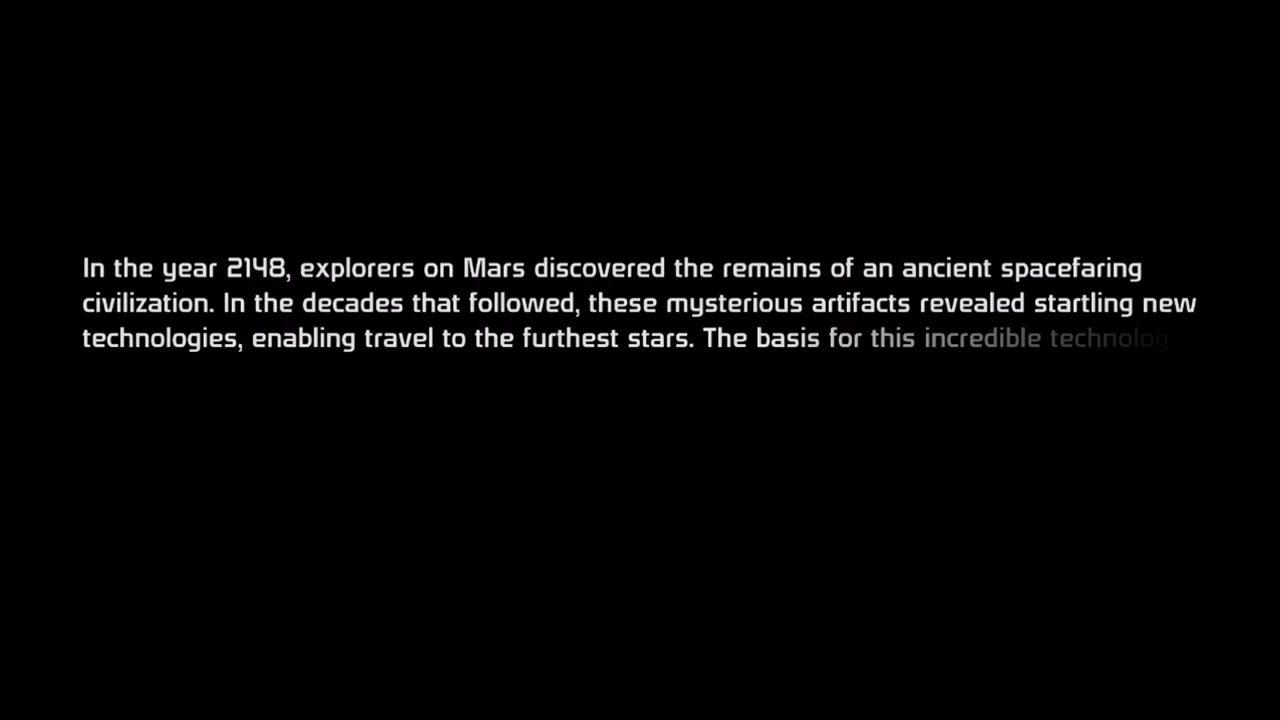 In the year 2148, explorers on Mars discovered the remains of an ancient spacefaring
civilization. In the decades that followed, these mysterious artifacts revealed startling new
technologies, enabling travel to the furthest stars. The basis for this incredible